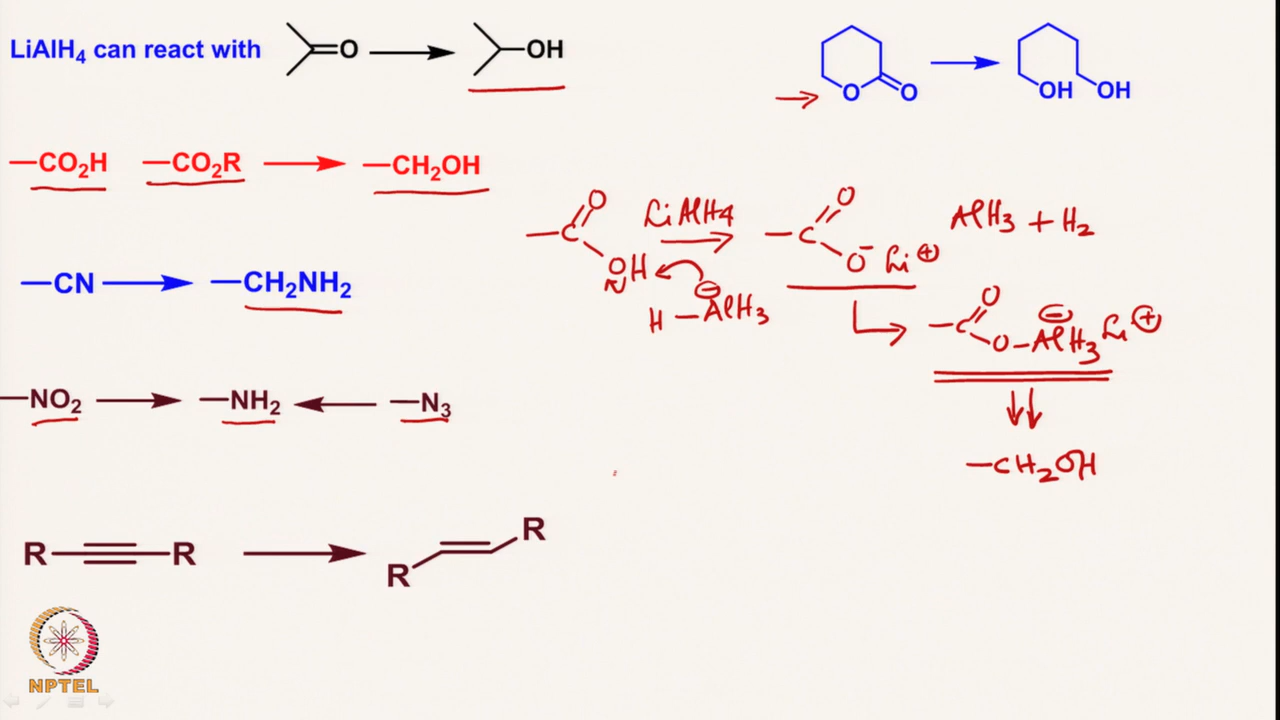 LiAlH₄ can react with =O → —OH
O O → OH OH
—CO₂H —CO₂R → —CH₂OH
—C O OH LiAlH4 → —C O O⁻ Li⊕ AlH3 + H2
H—AlH3 ⊖
—C O O—AlH3 ⊖ Li⊕
—CN → —CH₂NH₂
—NO₂ → —NH₂ ← —N₃
—CH2OH
R≡R → R R
NPTEL